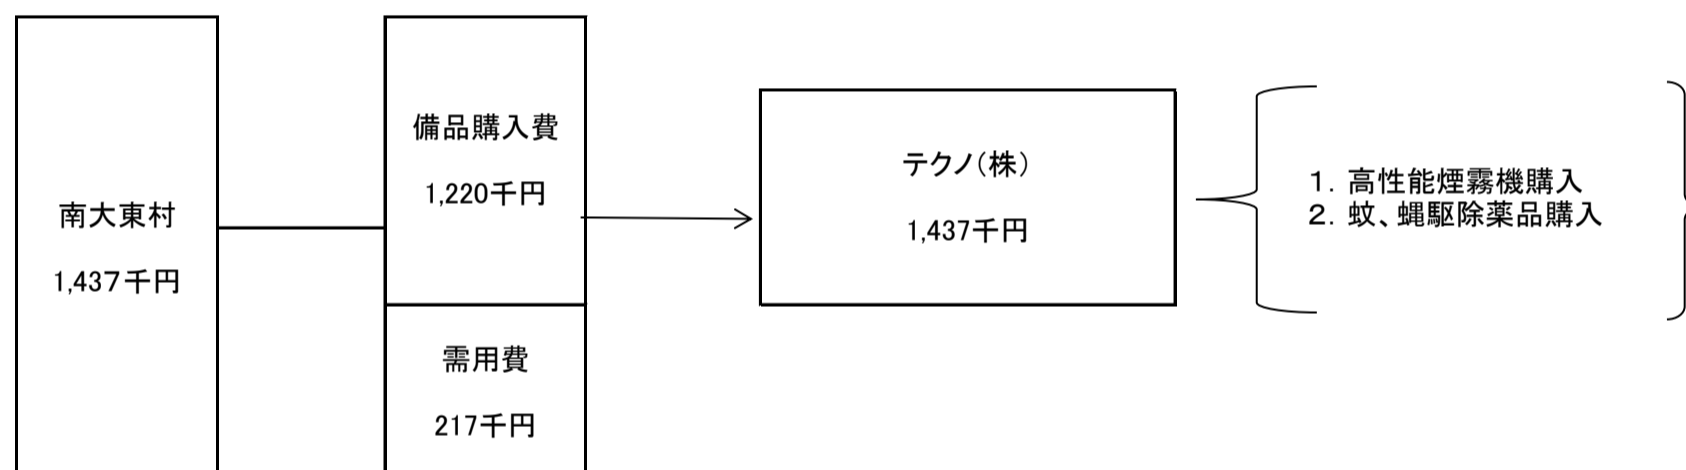 南大東村
1,437千円
備品購入費
1,220千円
需用費
217千円
テクノ(株)
1,437千円
1. 高性能煙霧機購入
2. 蚊、蝿駆除薬品購入